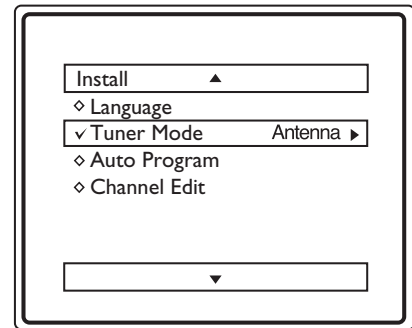 Install ▲
◇ Language
✓ Tuner Mode Antenna ▶
◇ Auto Program
◇ Channel Edit
▼